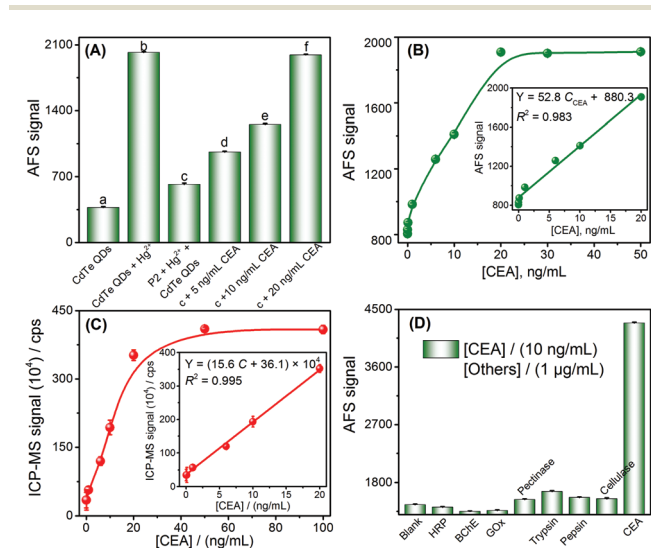 (A)
AFS signal
2100
1400
700
0
a
b
c
d
e
f
CdTe QDs
CdTe QDs + Hg²⁺
P2 + Hg²⁺ +
CdTe QDs
c + 5 ng/mL CEA
c +10 ng/mL CEA
c + 20 ng/mL CEA
(B)
AFS signal
2000
1600
1200
800
0 10 20 30 40 50
[CEA], ng/mL
Y = 52.8 C_CEA + 880.3
R² = 0.983
AFS signal
2000
1600
1200
800
0 5 10 15 20
[CEA], ng/mL
(C)
ICP-MS signal (10⁴) / cps
450
300
150
0
0 20 40 60 80 100
[CEA] / (ng/mL)
Y = (15.6 C + 36.1) × 10⁴
R² = 0.995
ICP-MS signal (10⁴) / cps
400
300
200
100
0
0 5 10 15 20
[CEA] / (ng/mL)
(D)
AFS signal
4500
3600
2700
1800
[CEA] / (10 ng/mL)
[Others] / (1 μg/mL)
Blank
HRP
BChE
GOx
Pectinase
Trypsin
Pepsin
Cellulase
CEA